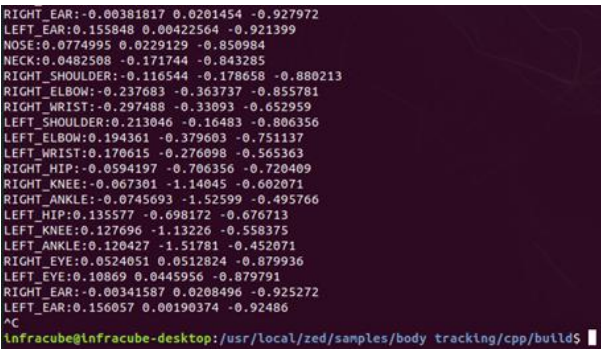 RIGHT_EAR:-0.00381817 0.0201454 -0.927972
LEFT_EAR:0.155848 0.00422564 -0.921399
NOSE:0.0774995 0.0229129 -0.850984
NECK:0.0482508 -0.171744 -0.843285
RIGHT_SHOULDER:-0.116544 -0.178658 -0.880213
RIGHT_ELBOW:-0.237683 -0.363737 -0.855781
RIGHT_WRIST:-0.297488 -0.33093 -0.652959
LEFT_SHOULDER:0.213046 -0.16483 -0.806356
LEFT_ELBOW:0.194361 -0.379603 -0.751137
LEFT_WRIST:0.170615 -0.276098 -0.565363
RIGHT_HIP:-0.0594197 -0.706356 -0.720409
RIGHT_KNEE:-0.067301 -1.14045 -0.602071
RIGHT_ANKLE:-0.0745693 -1.52599 -0.495766
LEFT_HIP:0.135577 -0.698172 -0.676713
LEFT_KNEE:0.127696 -1.13226 -0.558375
LEFT_ANKLE:0.120427 -1.51781 -0.452071
RIGHT_EYE:0.0524051 0.0512824 -0.879936
LEFT_EYE:0.10869 0.0445956 -0.879791
RIGHT_EAR:-0.00341587 0.0208496 -0.925272
LEFT_EAR:0.156057 0.00190374 -0.92486
^C
infracube@infracube-desktop:/usr/local/zed/samples/body tracking/cpp/build$